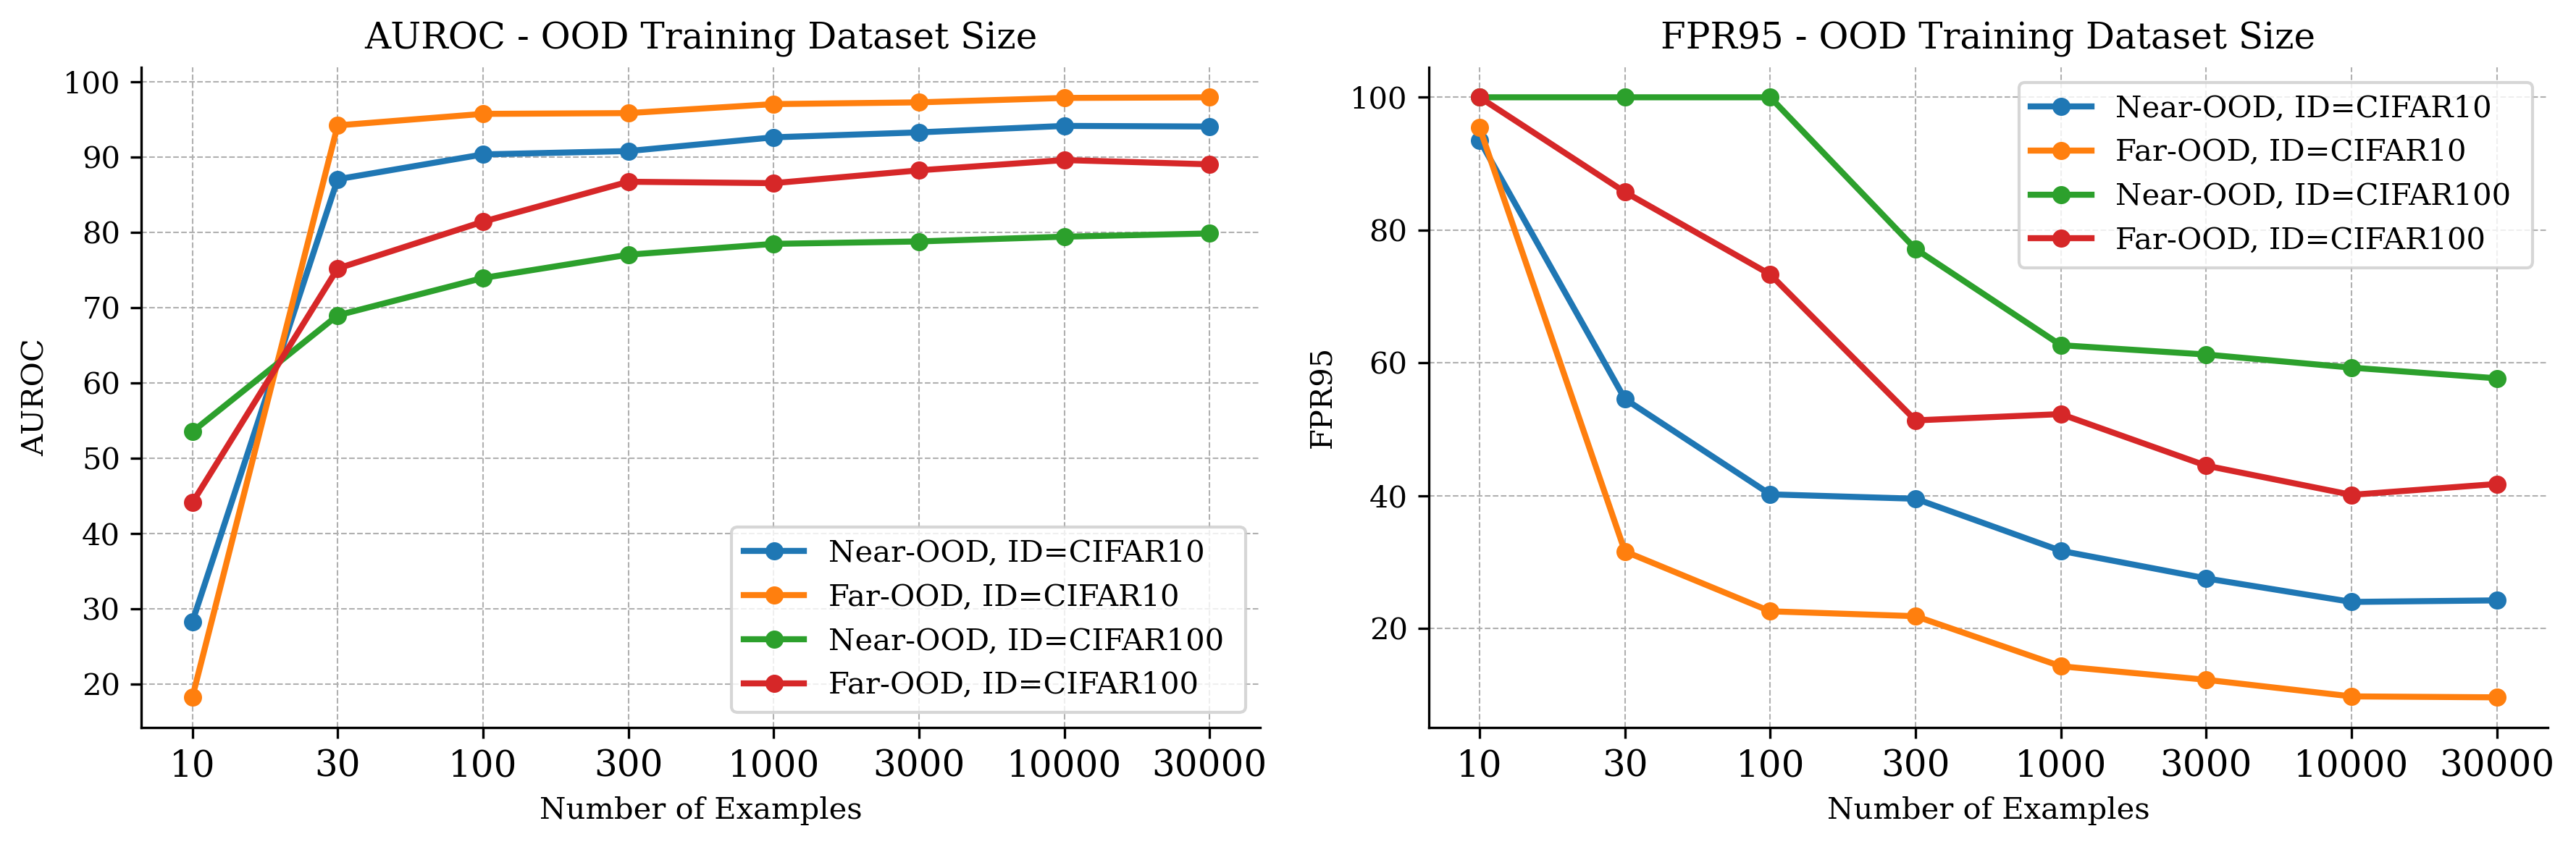 AUROC - OOD Training Dataset Size
100
90
80
70
60
50
40
30
20
AUROC
Near-OOD, ID=CIFAR10
Far-OOD, ID=CIFAR10
Near-OOD, ID=CIFAR100
Far-OOD, ID=CIFAR100
10 30 100 300 1000 3000 10000 30000
Number of Examples
FPR95 - OOD Training Dataset Size
100
80
60
40
20
FPR95
Near-OOD, ID=CIFAR10
Far-OOD, ID=CIFAR10
Near-OOD, ID=CIFAR100
Far-OOD, ID=CIFAR100
10 30 100 300 1000 3000 10000 30000
Number of Examples